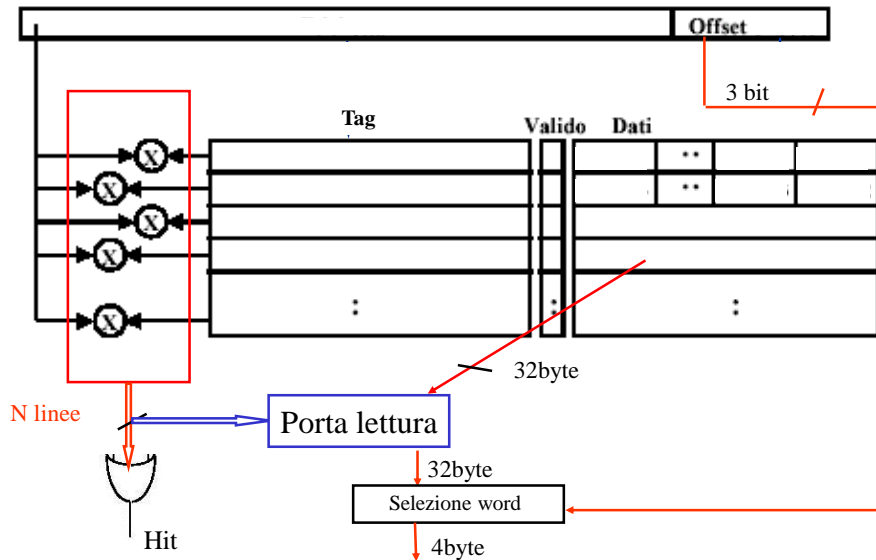 Offset
3 bit
Tag
Valido
Dati
X
X
X
X
X
32byte
N linee
Porta lettura
32byte
Selezione word
Hit
4byte